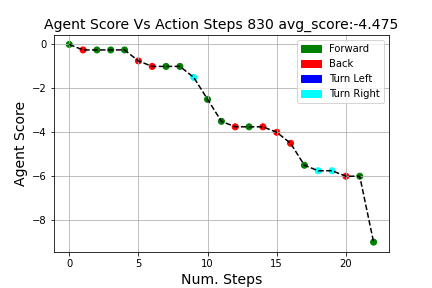 Agent Score Vs Action Steps 830 avg_score:-4.475
Forward
Back
Turn Left
Turn Right
Agent Score
0
−2
−4
−6
−8
0 5 10 15 20
Num. Steps